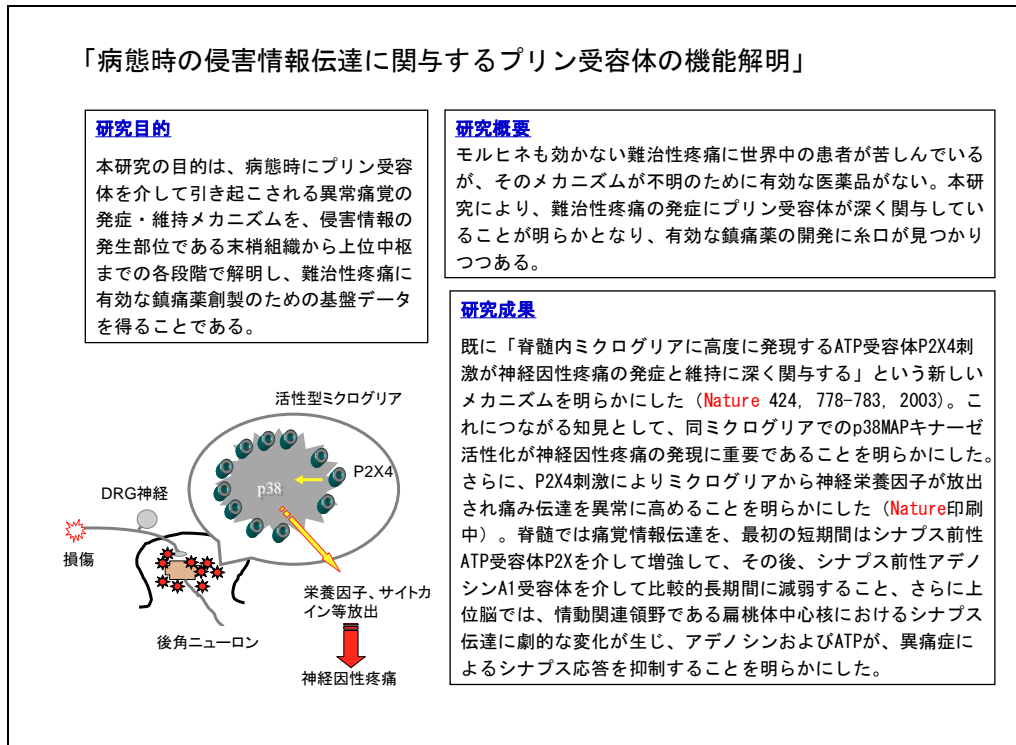 「病態時の侵害情報伝達に関与するプリン受容体の機能解明」
研究目的
本研究の目的は、病態時にプリン受容
体を介して引き起こされる異常痛覚の
発症・維持メカニズムを、侵害情報の
発生部位である末梢組織から上位中枢
までの各段階で解明し、難治性疼痛に
有効な鎮痛薬創製のための基盤データ
を得ることである。
研究概要
モルヒネも効かない難治性疼痛に世界中の患者が苦しんでいる
が、そのメカニズムが不明のために有効な医薬品がない。本研
究により、難治性疼痛の発症にプリン受容体が深く関与してい
ることが明らかとなり、有効な鎮痛薬の開発に糸口が見つかり
つつある。
研究成果
既に「脊髄内ミクログリアに高度に発現するATP受容体P2X4刺
激が神経因性疼痛の発症と維持に深く関与する」という新しい
メカニズムを明らかにした（Nature 424, 778-783, 2003)。こ
れにつながる知見として、同ミクログリアでのp38MAPキナーゼ
活性化が神経因性疼痛の発現に重要であることを明らかにした。
さらに、P2X4刺激によりミクログリアから神経栄養因子が放出
され痛み伝達を異常に高めることを明らかにした（Nature印刷
中）。脊髄では痛覚情報伝達を、最初の短期間はシナプス前性
ATP受容体P2Xを介して増強して、その後、シナプス前性アデノ
シンA1受容体を介して比較的長期間に減弱すること、さらに上
位脳では、情動関連領野である扁桃体中心核におけるシナプス
伝達に劇的な変化が生じ、アデノシンおよびATPが、異痛症に
よるシナプス応答を抑制することを明らかにした。
活性型ミクログリア
P2X4
p38
DRG神経
損傷
栄養因子、サイトカ
イン等放出
後角ニューロン
神経因性疼痛